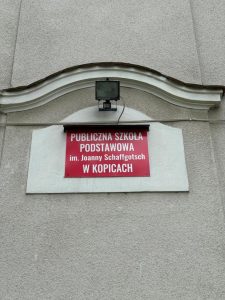 PUBLICZNA SZKOŁA
PODSTAWOWA
im. Joanny Schaffgotsch
W KOPICACH